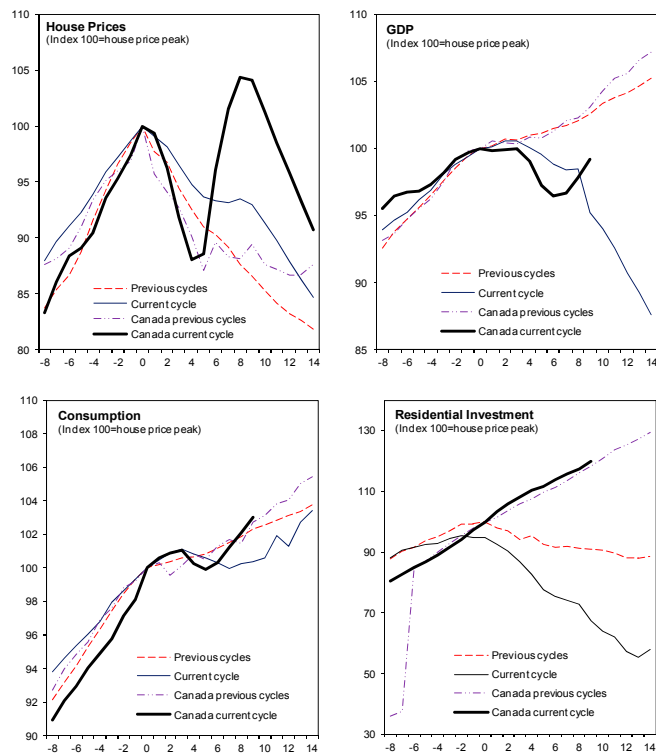 House Prices
(Index 100=house price peak)
110
105
100
95
90
85
80
Previous cycles
Current cycle
Canada previous cycles
Canada current cycle
-8 -6 -4 -2 0 2 4 6 8 10 12 14
GDP
(Index 100=house price peak)
110
105
100
95
90
85
Previous cycles
Current cycle
Canada previous cycles
Canada current cycle
-8 -6 -4 -2 0 2 4 6 8 10 12 14
Consumption
(Index 100=house price peak)
110
108
106
104
102
100
98
96
94
92
90
Previous cycles
Current cycle
Canada previous cycles
Canada current cycle
-8 -6 -4 -2 0 2 4 6 8 10 12 14
Residential Investment
(Index 100=house price peak)
130
110
90
70
50
30
Previous cycles
Current cycle
Canada previous cycles
Canada current cycle
-8 -6 -4 -2 0 2 4 6 8 10 12 14